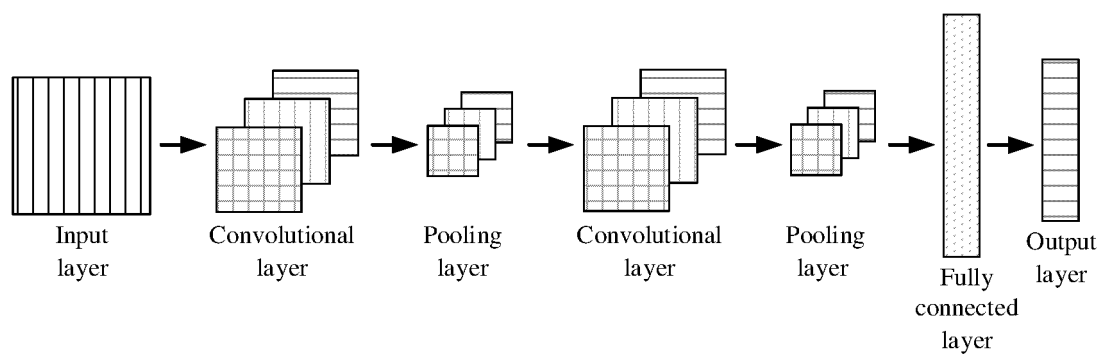 Input
layer
Convolutional
layer
Pooling
layer
Convolutional
layer
Pooling
layer
Fully
connected
layer
Output
layer